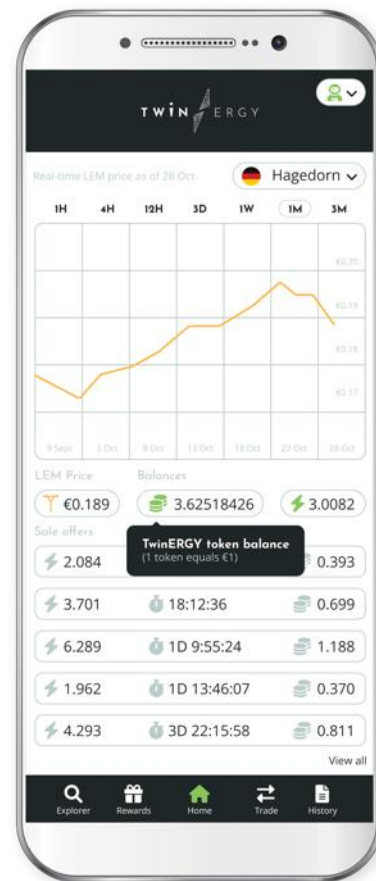 TWINERGY
Real-time LEM price as of 28 Oct
Hagedorn
1H 4H 12H 3D 1W 1M 3M
€0.20
€0.19
€0.18
€0.17
9 Sept 3 Oct 8 Oct 13 Oct 18 Oct 23 Oct 28 Oct
LEM Price Balances
€0.189 3.62518426 3.0082
Sale offers
TwinERGY token balance
(1 token equals €1)
2.084 0.393
3.701 18:12:36 0.699
6.289 1D 9:55:24 1.188
1.962 1D 13:46:07 0.370
4.293 3D 22:15:58 0.811
View all
Explorer Rewards Home Trade History